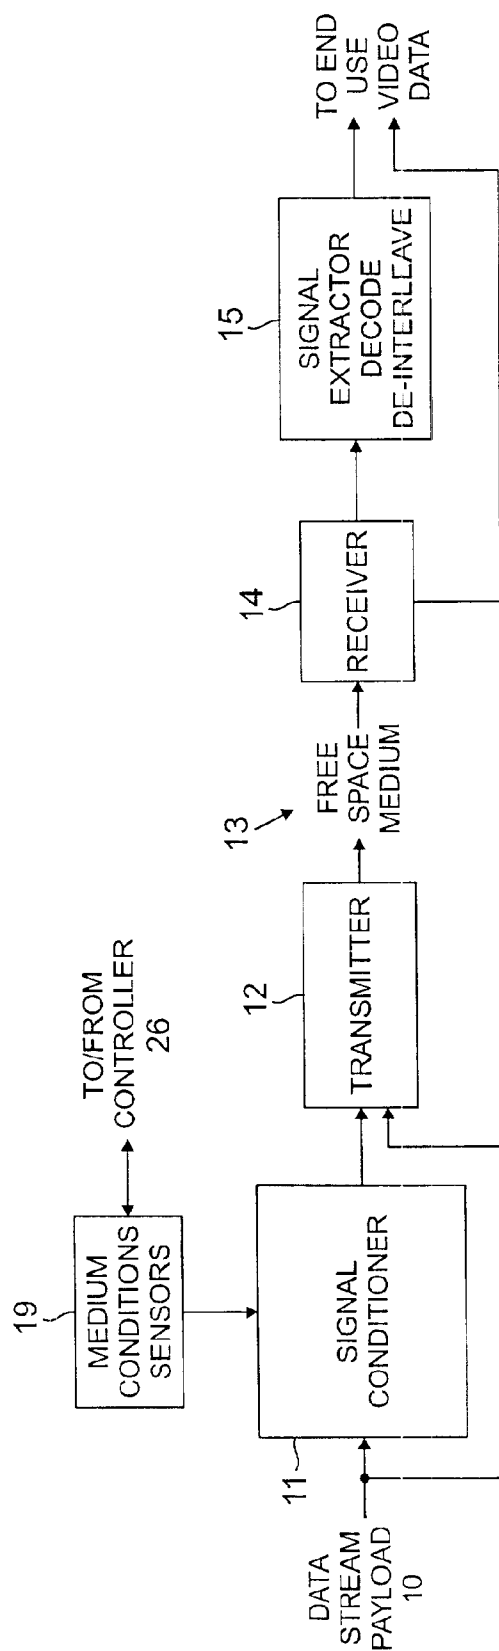 DATA
STREAM
PAYLOAD
10
11
SIGNAL
CONDITIONER
19
MEDIUM
CONDITIONS
SENSORS
TO/FROM
CONTROLLER
26
12
TRANSMITTER
13
FREE
SPACE
MEDIUM
14
RECEIVER
15
SIGNAL
EXTRACTOR
DECODE
DE-INTERLEAVE
TO END
USE
VIDEO
DATA